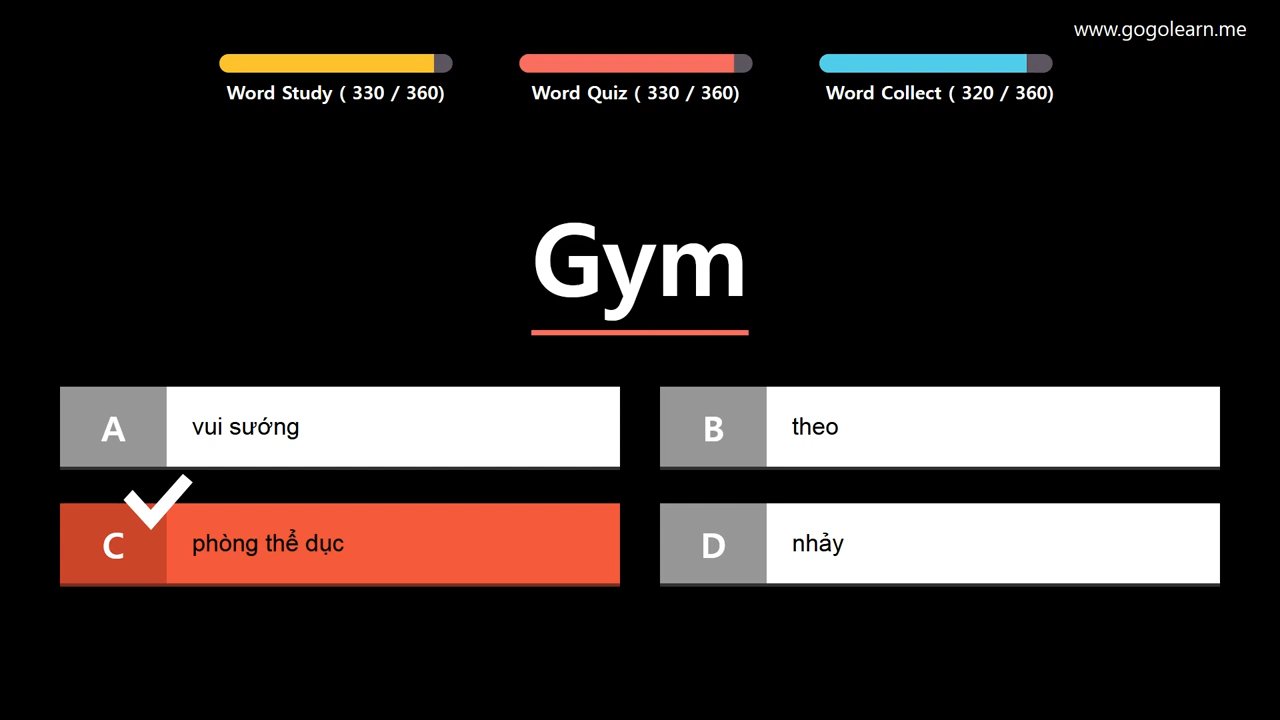 www.gogolearn.me
Word Study ( 330 / 360)
Word Quiz ( 330 / 360)
Word Collect ( 320 / 360)
Gym
A
vui sướng
B
theo
C
phòng thể dục
D
nhảy